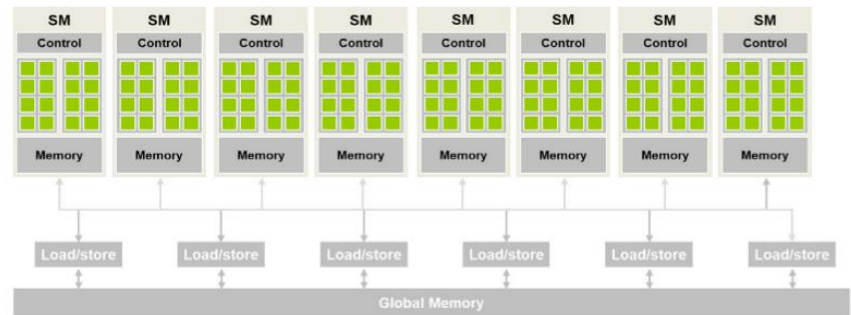 SM SM SM SM SM SM SM SM
Control Control Control Control Control Control Control Control
Memory Memory Memory Memory Memory Memory Memory Memory
Load/store Load/store Load/store Load/store Load/store Load/store
Global Memory